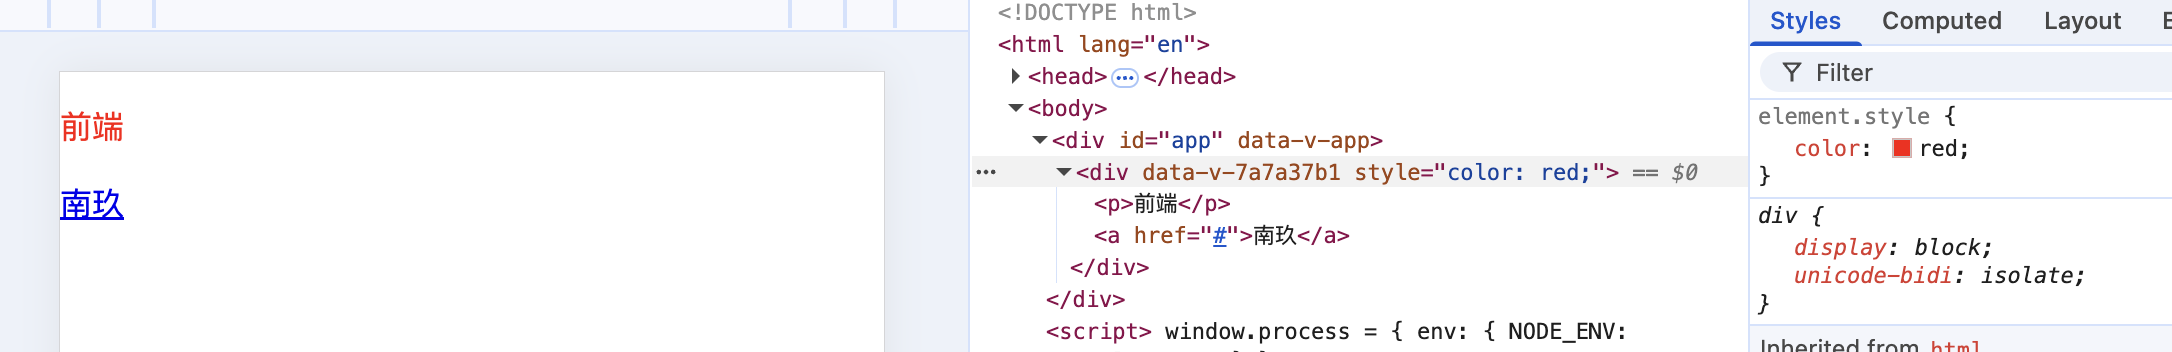 前端
南玖
<!DOCTYPE html>
<html lang="en">
<head> ••• </head>
<body>
<div id="app" data-v-app>
••• <div data-v-7a7a37b1 style="color: red;"> == $0
<p>前端</p>
<a href="#">南玖</a>
</div>
</div>
<script> window.process = { env: { NODE_ENV:
Styles Computed Layout
Filter
element.style {
color: red;
}
div {
display: block;
unicode-bidi: isolate;
}
Inherited from html